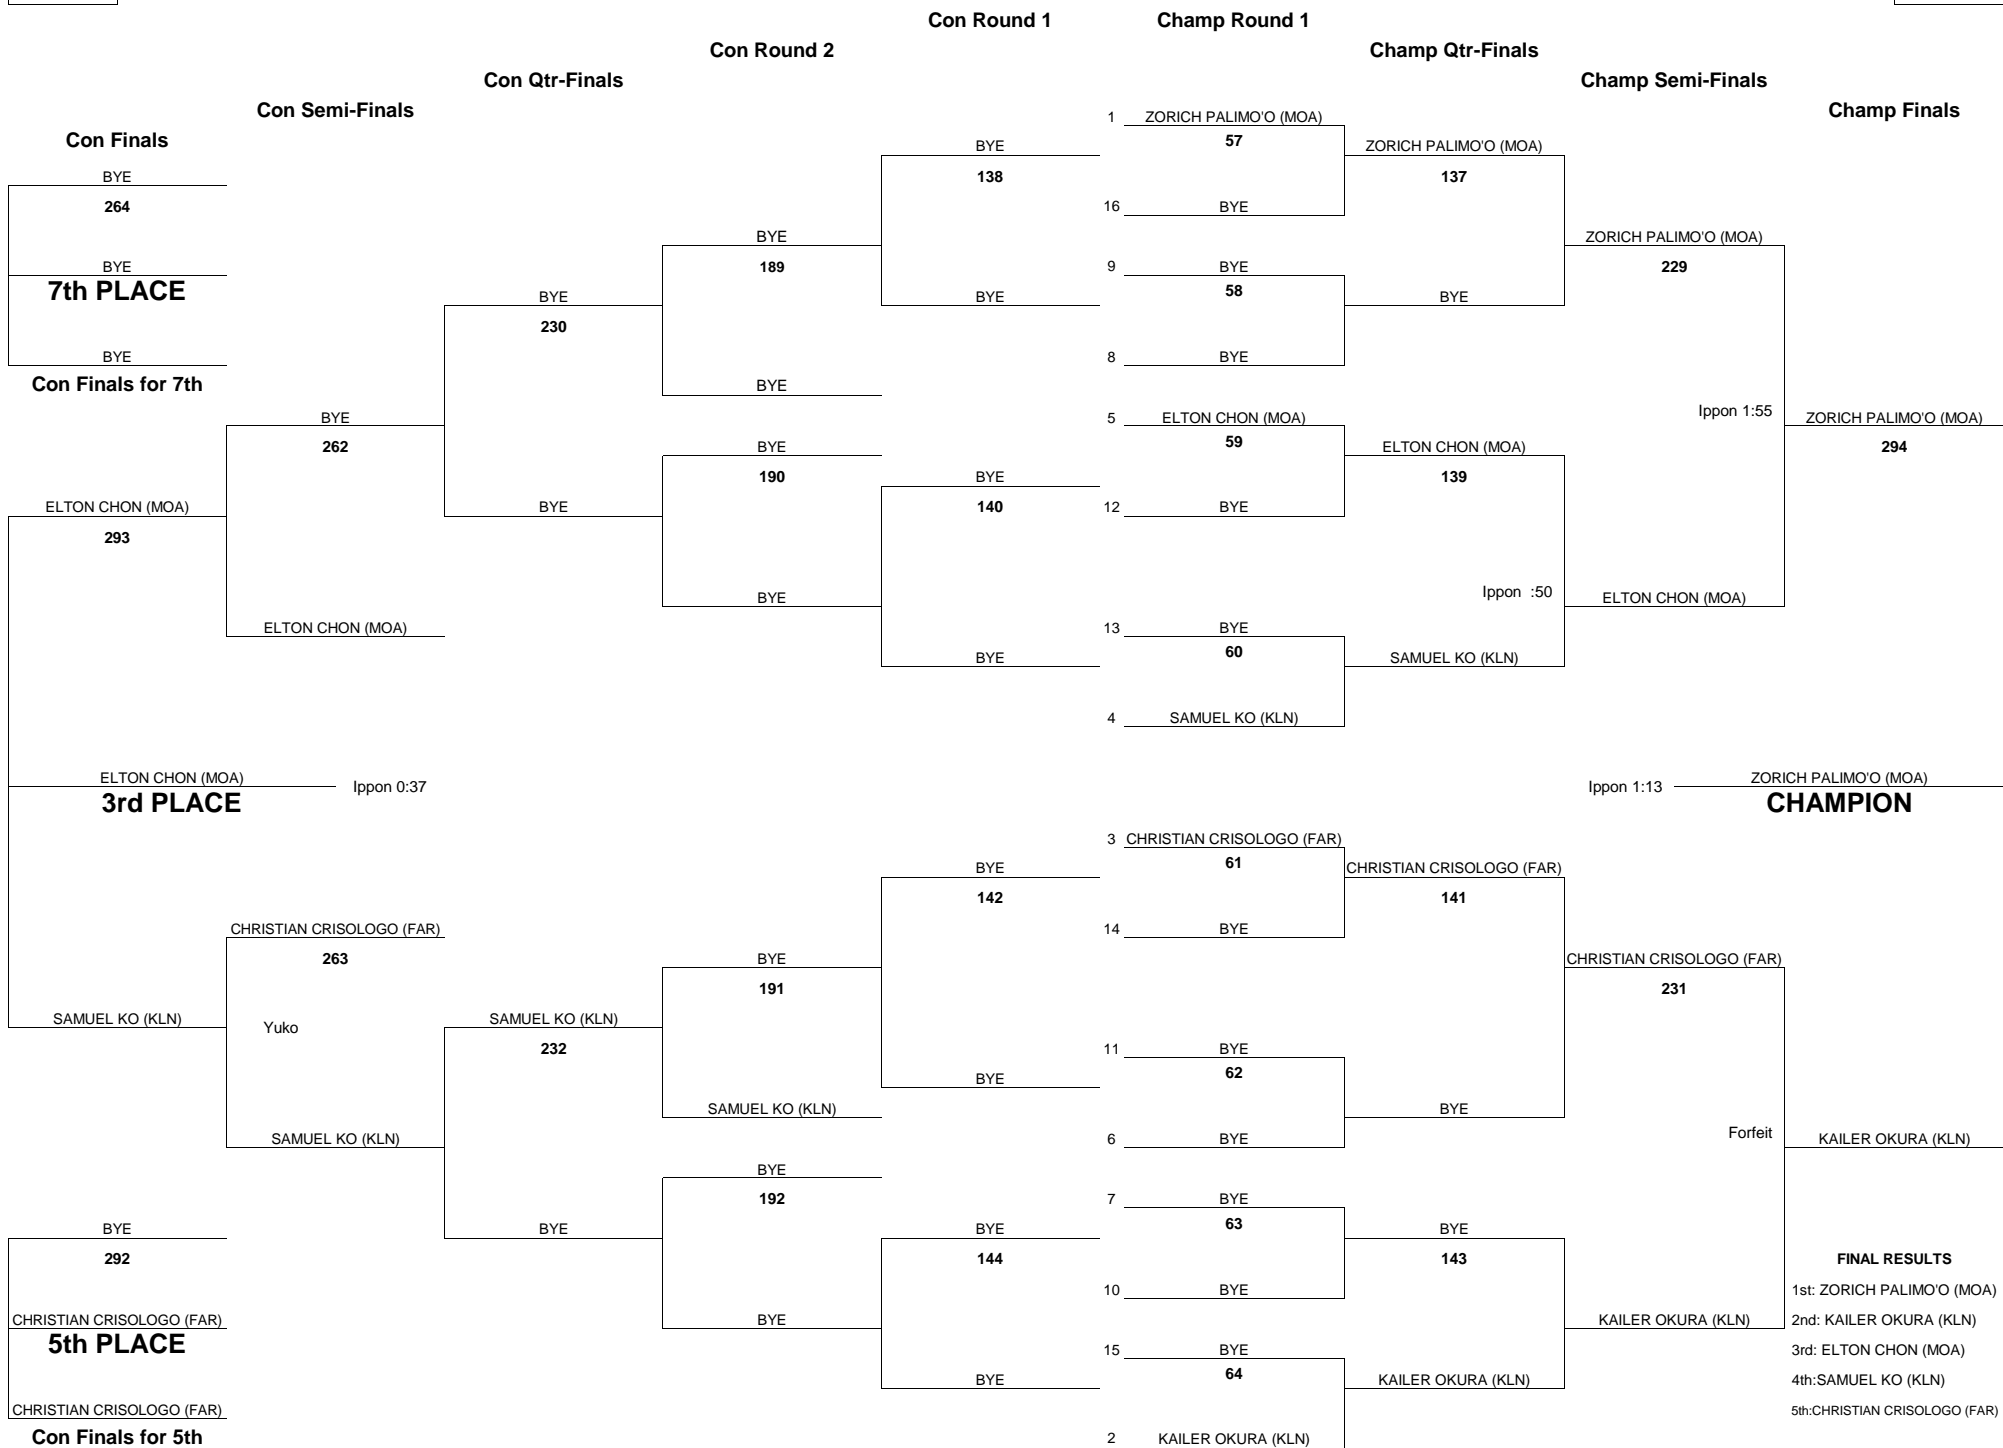 Con Round 1
Champ Round 1
Con Round 2
Champ Qtr-Finals
Con Qtr-Finals
Champ Semi-Finals
Con Semi-Finals
Champ Finals
Con Finals
BYE
264
BYE
7th PLACE
BYE
Con Finals for 7th
ELTON CHON (MOA)
293
ELTON CHON (MOA)
Ippon 0:37
3rd PLACE
SAMUEL KO (KLN)
BYE
292
CHRISTIAN CRISOLOGO (FAR)
5th PLACE
CHRISTIAN CRISOLOGO (FAR)
Con Finals for 5th
BYE
262
ELTON CHON (MOA)
CHRISTIAN CRISOLOGO (FAR)
263
Yuko
SAMUEL KO (KLN)
BYE
230
BYE
SAMUEL KO (KLN)
232
BYE
BYE
189
BYE
BYE
190
BYE
BYE
191
SAMUEL KO (KLN)
BYE
192
BYE
BYE
138
BYE
BYE
140
BYE
BYE
142
BYE
BYE
144
BYE
1 ZORICH PALIMO'O (MOA)
57
16 BYE
9 BYE
58
8 BYE
5 ELTON CHON (MOA)
59
12 BYE
13 BYE
60
4 SAMUEL KO (KLN)
3 CHRISTIAN CRISOLOGO (FAR)
61
14 BYE
11 BYE
62
6 BYE
7 BYE
63
10 BYE
15 BYE
64
2 KAILER OKURA (KLN)
ZORICH PALIMO'O (MOA)
137
BYE
ELTON CHON (MOA)
139
Ippon :50
SAMUEL KO (KLN)
CHRISTIAN CRISOLOGO (FAR)
141
BYE
BYE
143
KAILER OKURA (KLN)
ZORICH PALIMO'O (MOA)
229
Ippon 1:55
ELTON CHON (MOA)
CHRISTIAN CRISOLOGO (FAR)
231
Forfeit
KAILER OKURA (KLN)
ZORICH PALIMO'O (MOA)
294
Ippon 1:13
ZORICH PALIMO'O (MOA)
CHAMPION
KAILER OKURA (KLN)
FINAL RESULTS
1st: ZORICH PALIMO'O (MOA)
2nd: KAILER OKURA (KLN)
3rd: ELTON CHON (MOA)
4th:SAMUEL KO (KLN)
5th:CHRISTIAN CRISOLOGO (FAR)